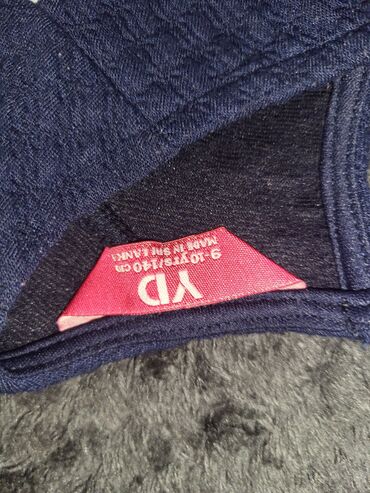 YD
9-10yrs/140cm
MADE IN SRI LANKA